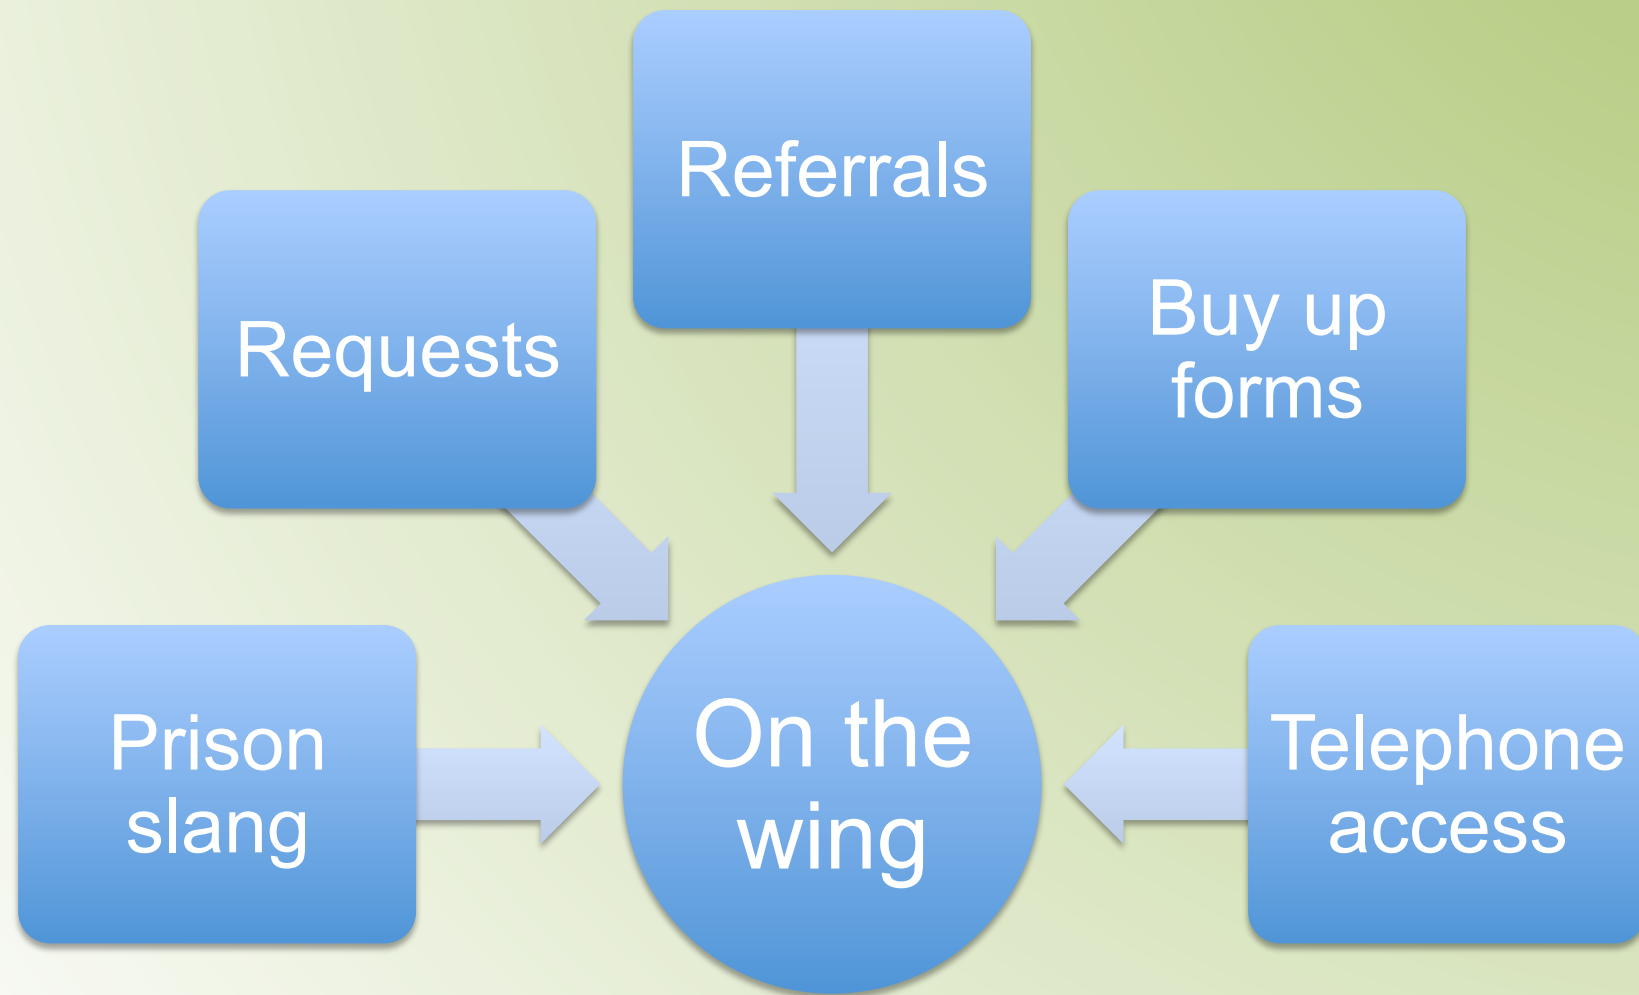 Referrals
Requests
Buy up
forms
Prison
slang
On the
wing
Telephone
access